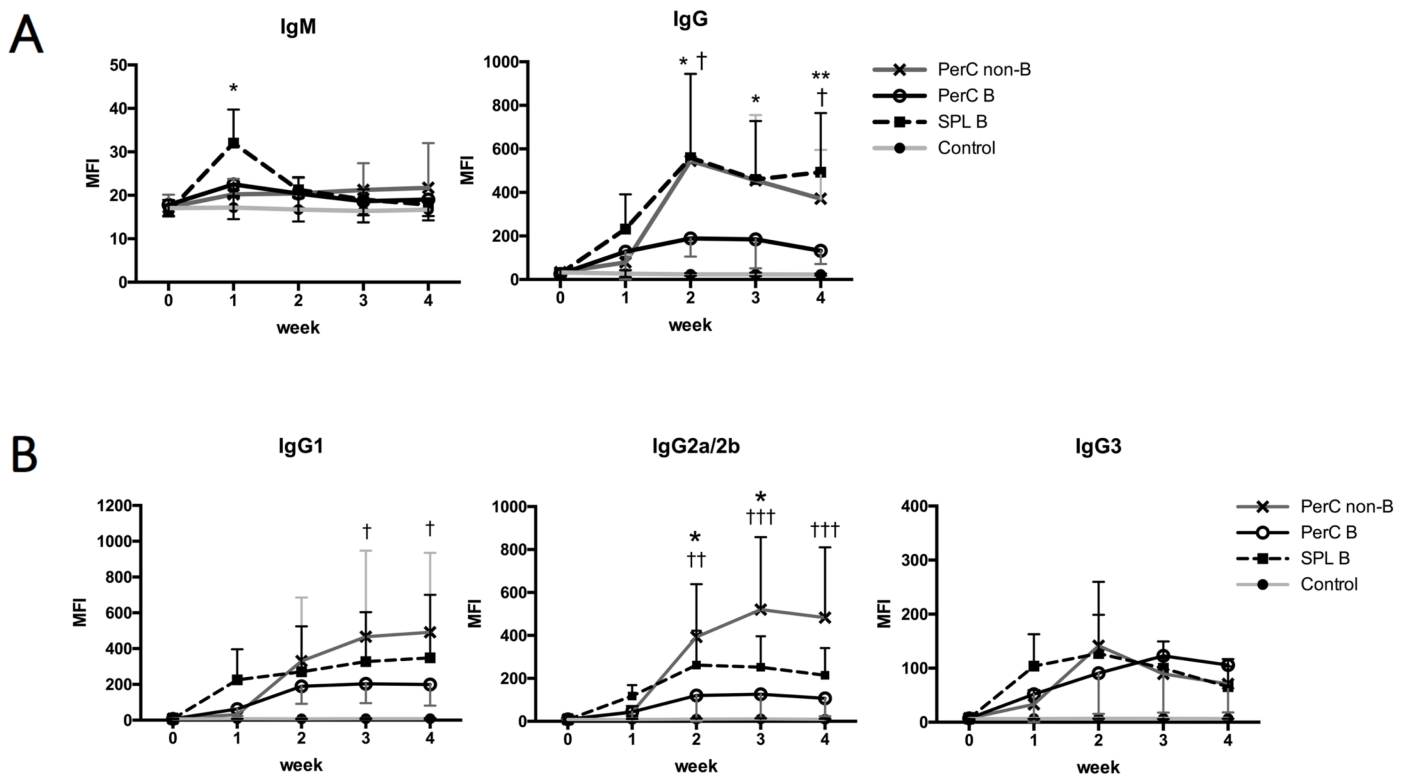 A
IgM
IgG
50
40
30
20
10
0
MFI
0 1 2 3 4
week
*
1000
800
600
400
200
0
MFI
0 1 2 3 4
week
* †
*
**
†
PerC non-B
PerC B
SPL B
Control
B
IgG1
IgG2a/2b
IgG3
1200
1000
800
600
400
200
0
MFI
0 1 2 3 4
week
† †
1000
800
600
400
200
0
MFI
0 1 2 3 4
week
*
††
*
†††
†††
400
300
200
100
0
MFI
0 1 2 3 4
week
PerC non-B
PerC B
SPL B
Control